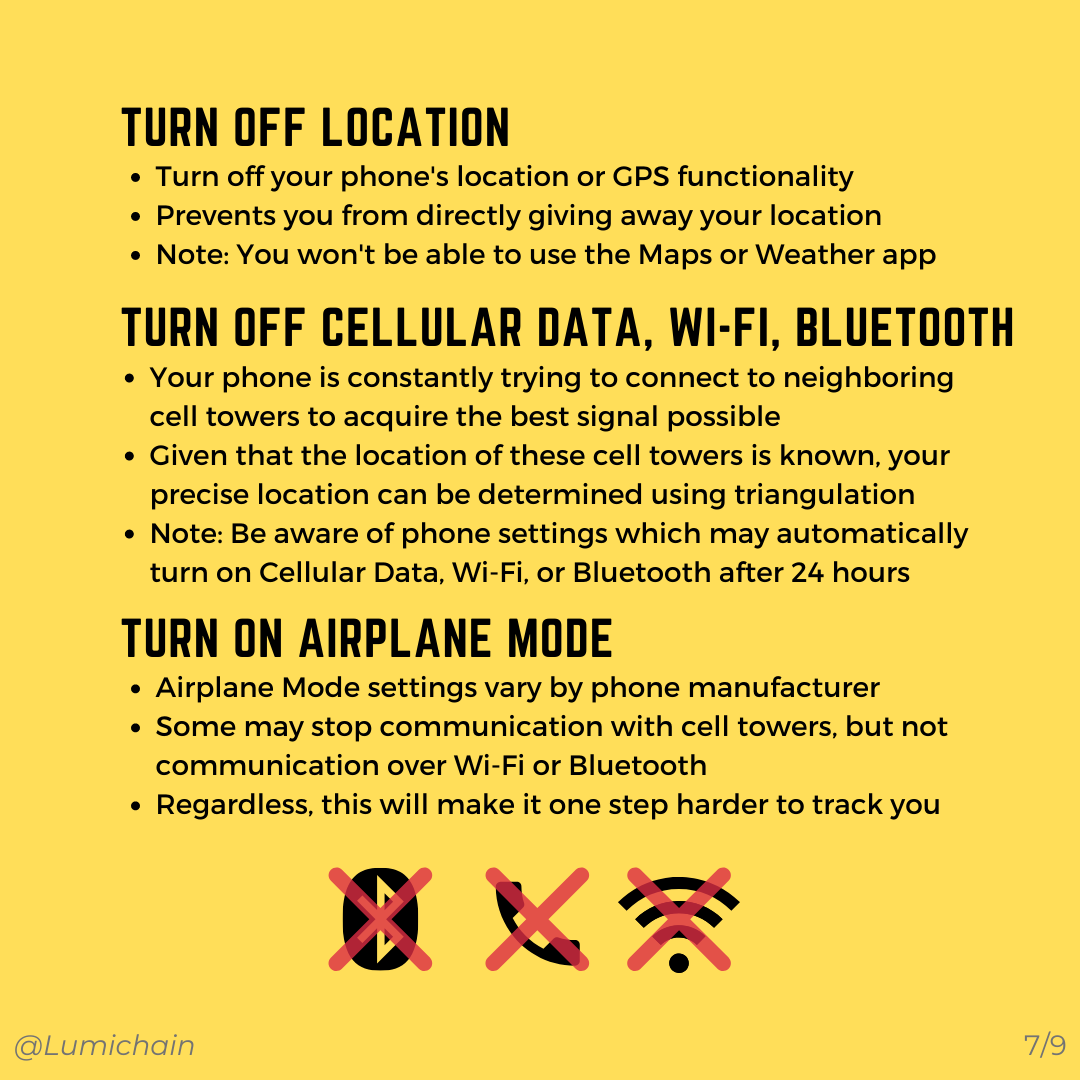 TURN OFF LOCATION
• Turn off your phone's location or GPS functionality
• Prevents you from directly giving away your location
• Note: You won't be able to use the Maps or Weather app
TURN OFF CELLULAR DATA, WI-FI, BLUETOOTH
• Your phone is constantly trying to connect to neighboring
cell towers to acquire the best signal possible
• Given that the location of these cell towers is known, your
precise location can be determined using triangulation
• Note: Be aware of phone settings which may automatically
turn on Cellular Data, Wi-Fi, or Bluetooth after 24 hours
TURN ON AIRPLANE MODE
• Airplane Mode settings vary by phone manufacturer
• Some may stop communication with cell towers, but not
communication over Wi-Fi or Bluetooth
• Regardless, this will make it one step harder to track you
@Lumichain
7/9